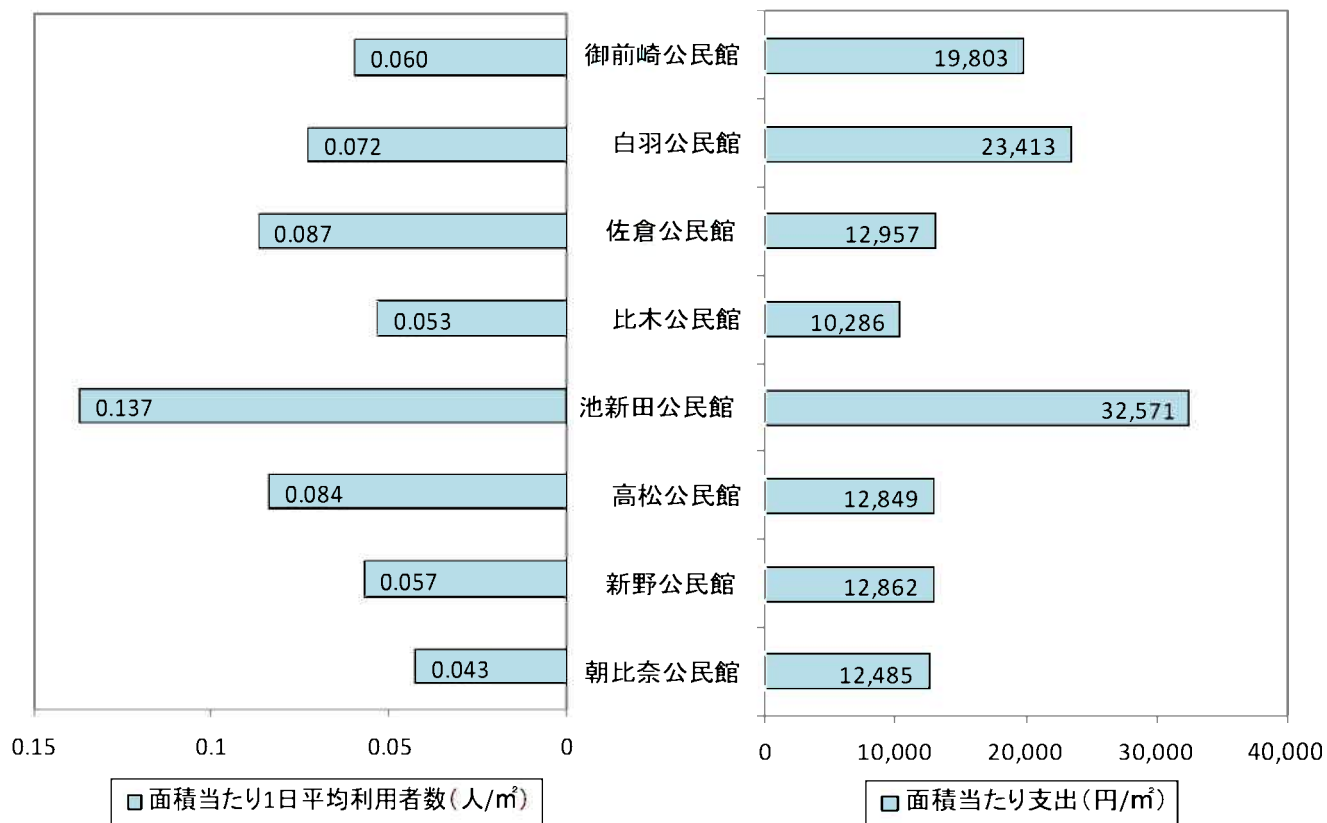 0.060 御前崎公民館 19,803
0.072 白羽公民館 23,413
0.087 佐倉公民館 12,957
0.053 比木公民館 10,286
0.137 池新田公民館 32,571
0.084 高松公民館 12,849
0.057 新野公民館 12,862
0.043 朝比奈公民館 12,485
0.15 0.1 0.05 0 0 10,000 20,000 30,000 40,000
面積当たり1日平均利用者数(人/㎡) 面積当たり支出(円/㎡)